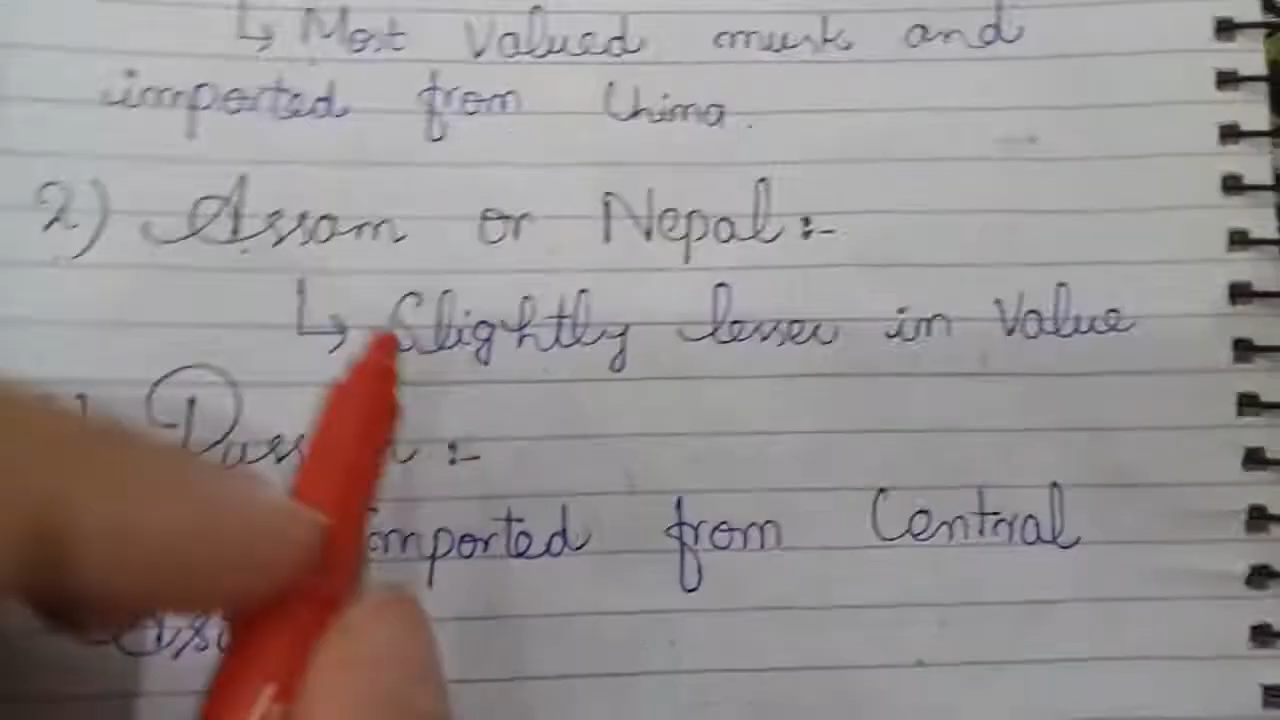 ↳ Most Valued musk and
imported from China.
2) Assam or Nepal :-
↳ Slightly lesser in Value
:-
imported from Central